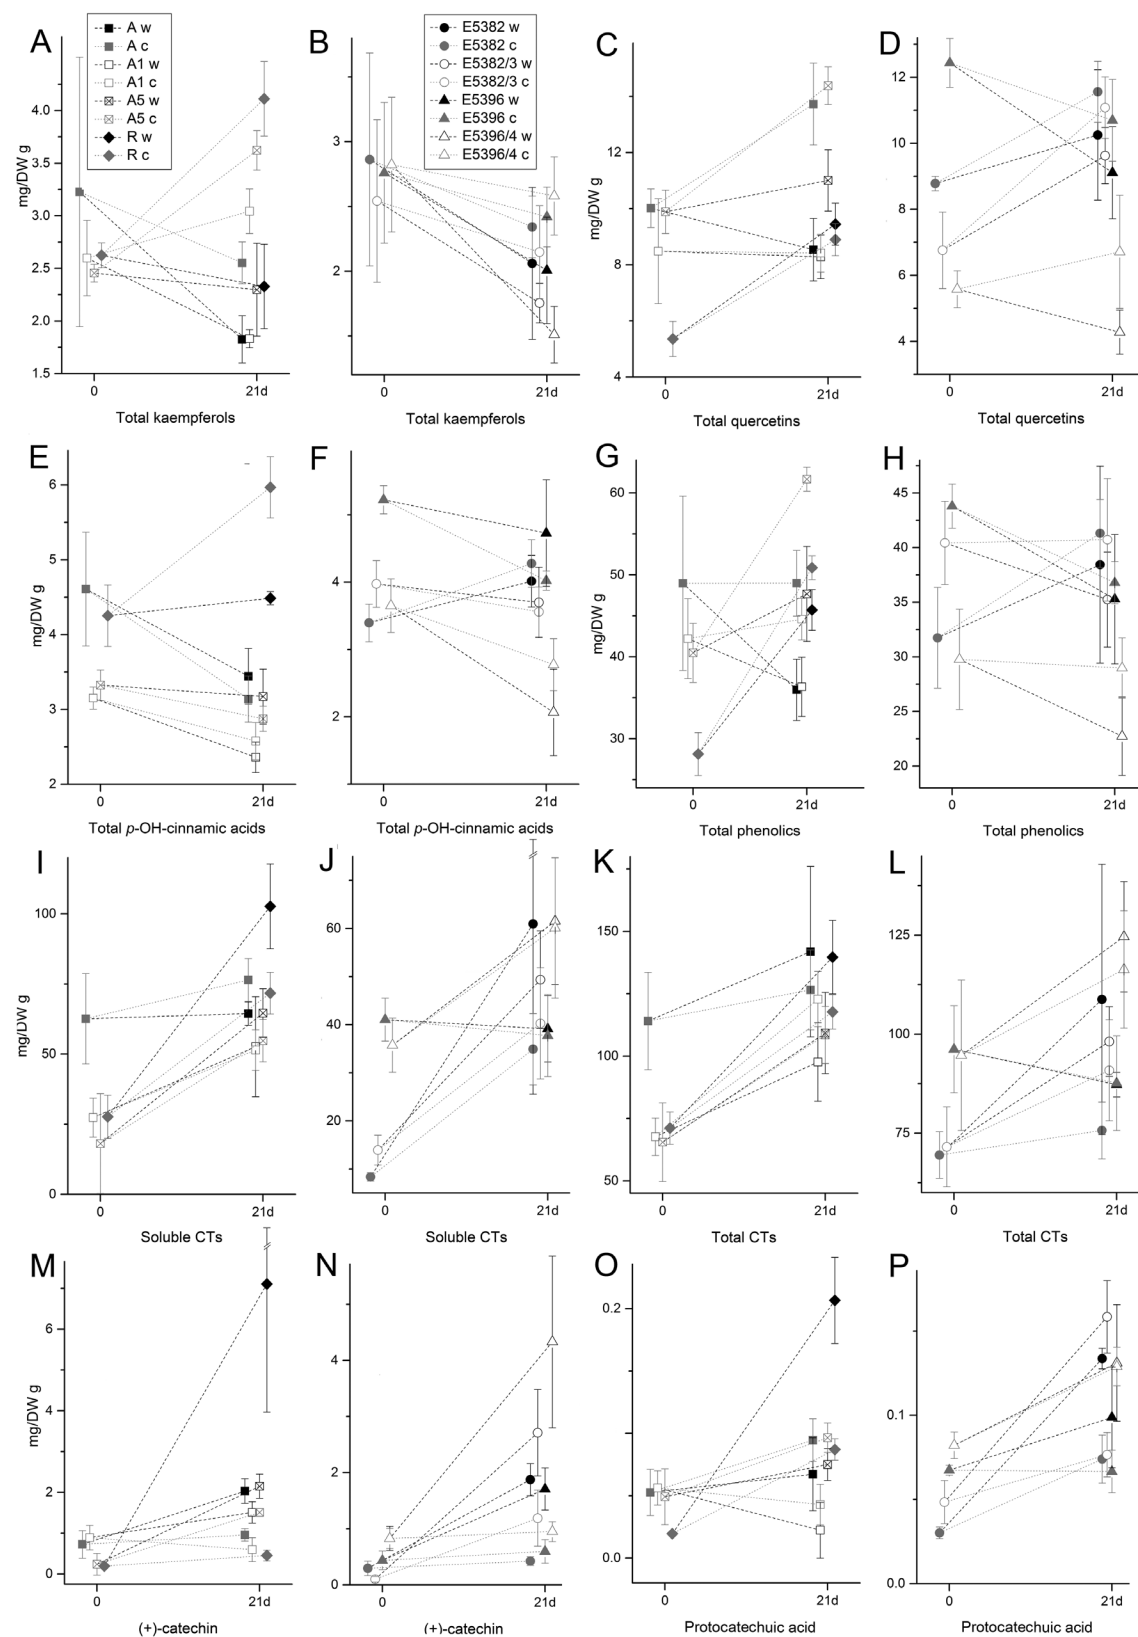 A
B
C
D
A w
A c
A1 w
A1 c
A5 w
A5 c
R w
R c
E5382 w
E5382 c
E5382/3 w
E5382/3 c
E5396 w
E5396 c
E5396/4 w
E5396/4 c
mg/DW g
4.0
3.5
3.0
2.5
2.0
1.5
0
21d
Total kaempferols
3
2
0
21d
Total kaempferols
mg/DW g
12
8
4
0
21d
Total quercetins
12
10
8
6
4
0
21d
Total quercetins
E
F
G
H
mg/DW g
6
5
4
3
2
0
21d
Total p-OH-cinnamic acids
4
2
0
21d
Total p-OH-cinnamic acids
mg/DW g
60
50
40
30
0
21d
Total phenolics
45
40
35
30
25
20
0
21d
Total phenolics
I
J
K
L
mg/DW g
100
50
0
0
21d
Soluble CTs
60
40
20
0
21d
Soluble CTs
150
100
50
0
21d
Total CTs
125
100
75
0
21d
Total CTs
M
N
O
P
mg/DW g
6
4
2
0
0
21d
(+)-catechin
4
2
0
0
21d
(+)-catechin
0.2
0.0
0
21d
Protocatechuic acid
0.1
0.0
0
21d
Protocatechuic acid